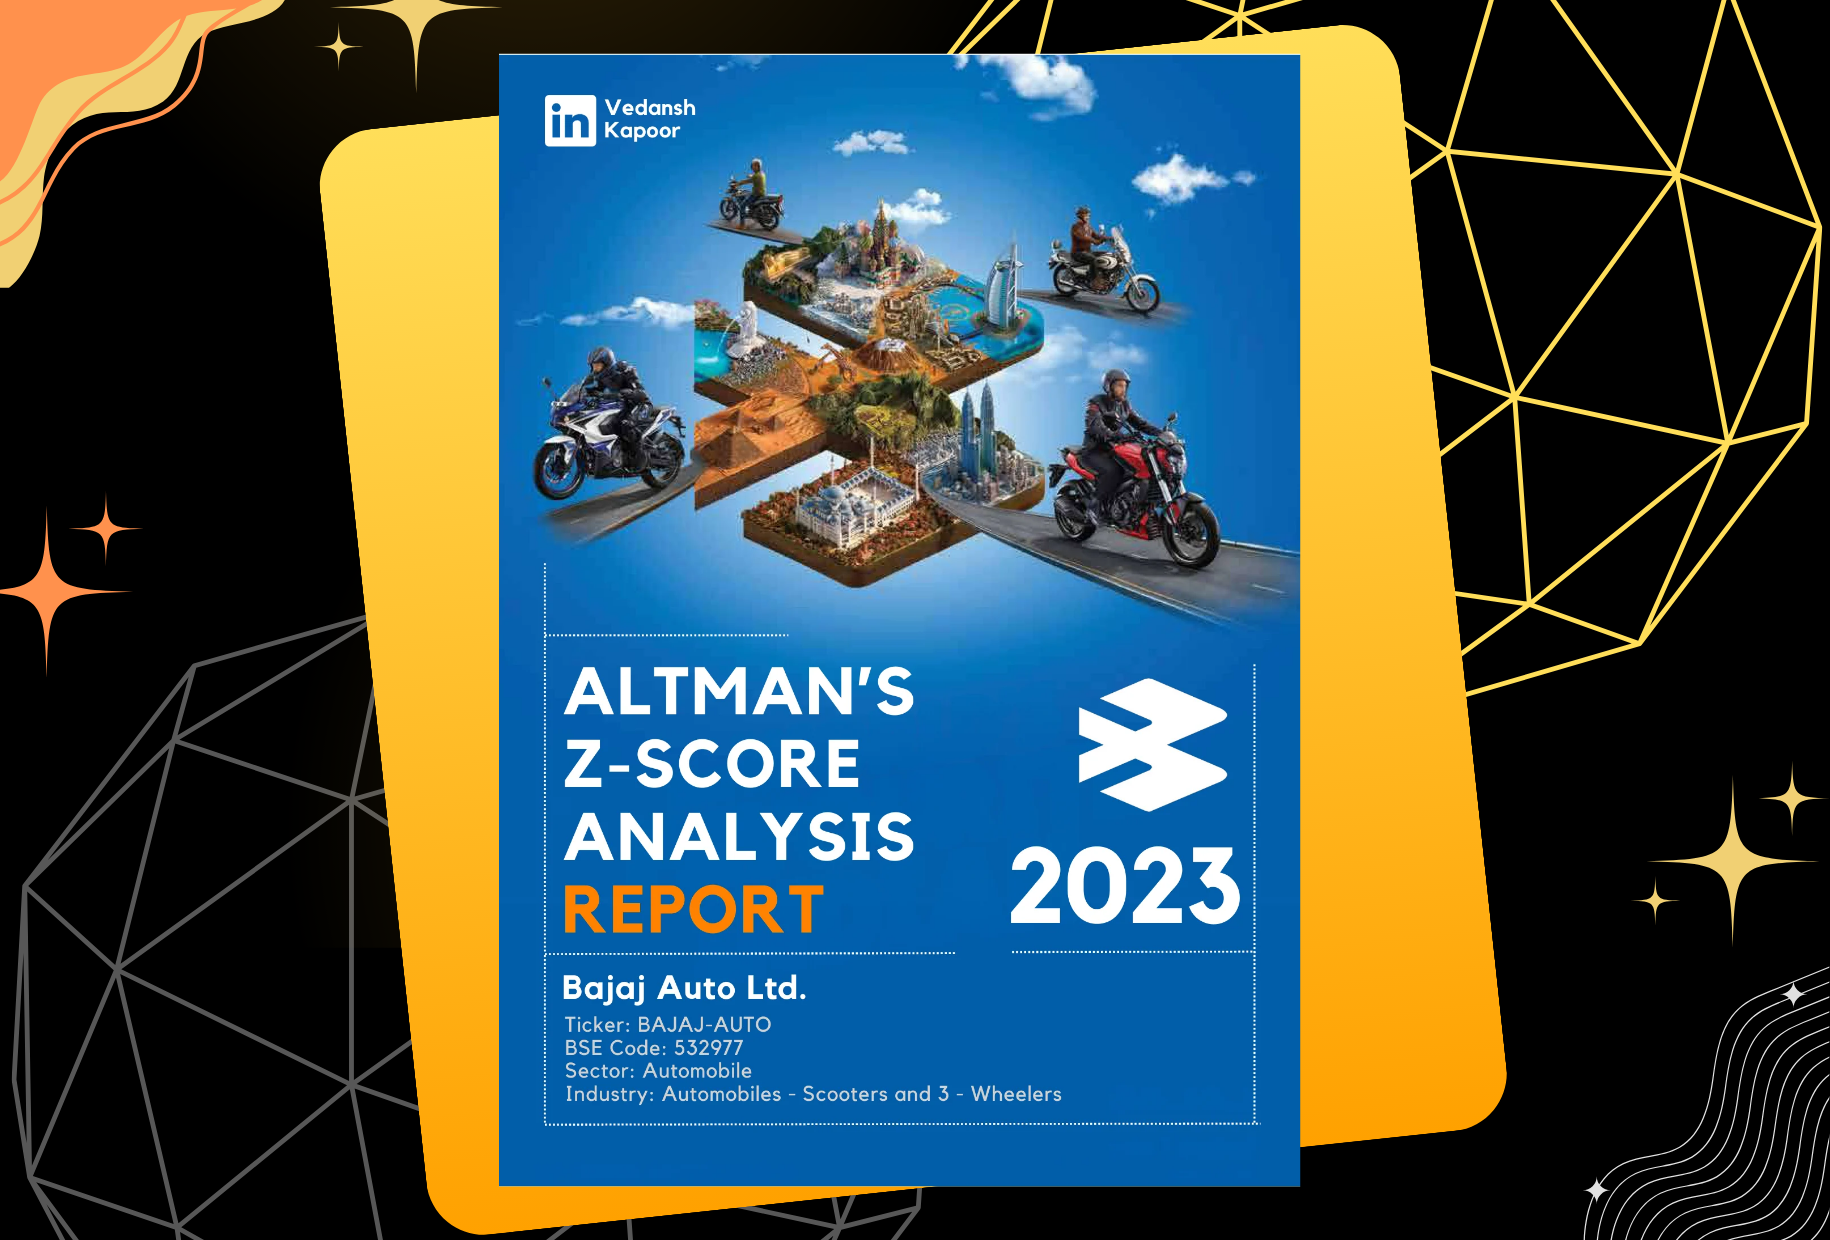 in Vedansh
Kapoor
ALTMAN'S
Z-SCORE
ANALYSIS
REPORT
2023
Bajaj Auto Ltd.
Ticker: BAJAJ-AUTO
BSE Code: 532977
Sector: Automobile
Industry: Automobiles - Scooters and 3 - Wheelers